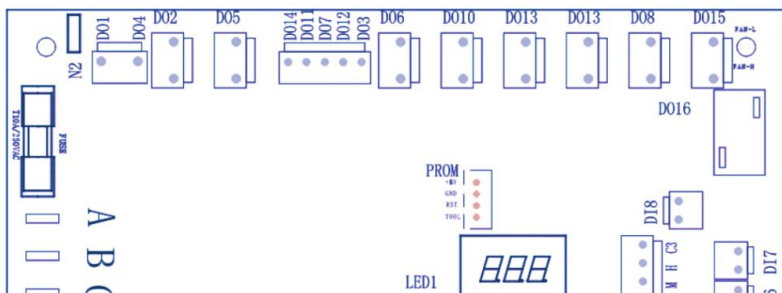 DO1
DO4
DO2
DO5
DO14
DO11
DO7
DO12
DO3
DO6
DO10
DO13
DO13
DO8
DO15
FAN-L
FAN-H
N2
DO16
T10A/250VAC
FUSE
PROM
+5V
GND
RST
TOOL
DI8
A
B
C3
H
M
DI7
LED1